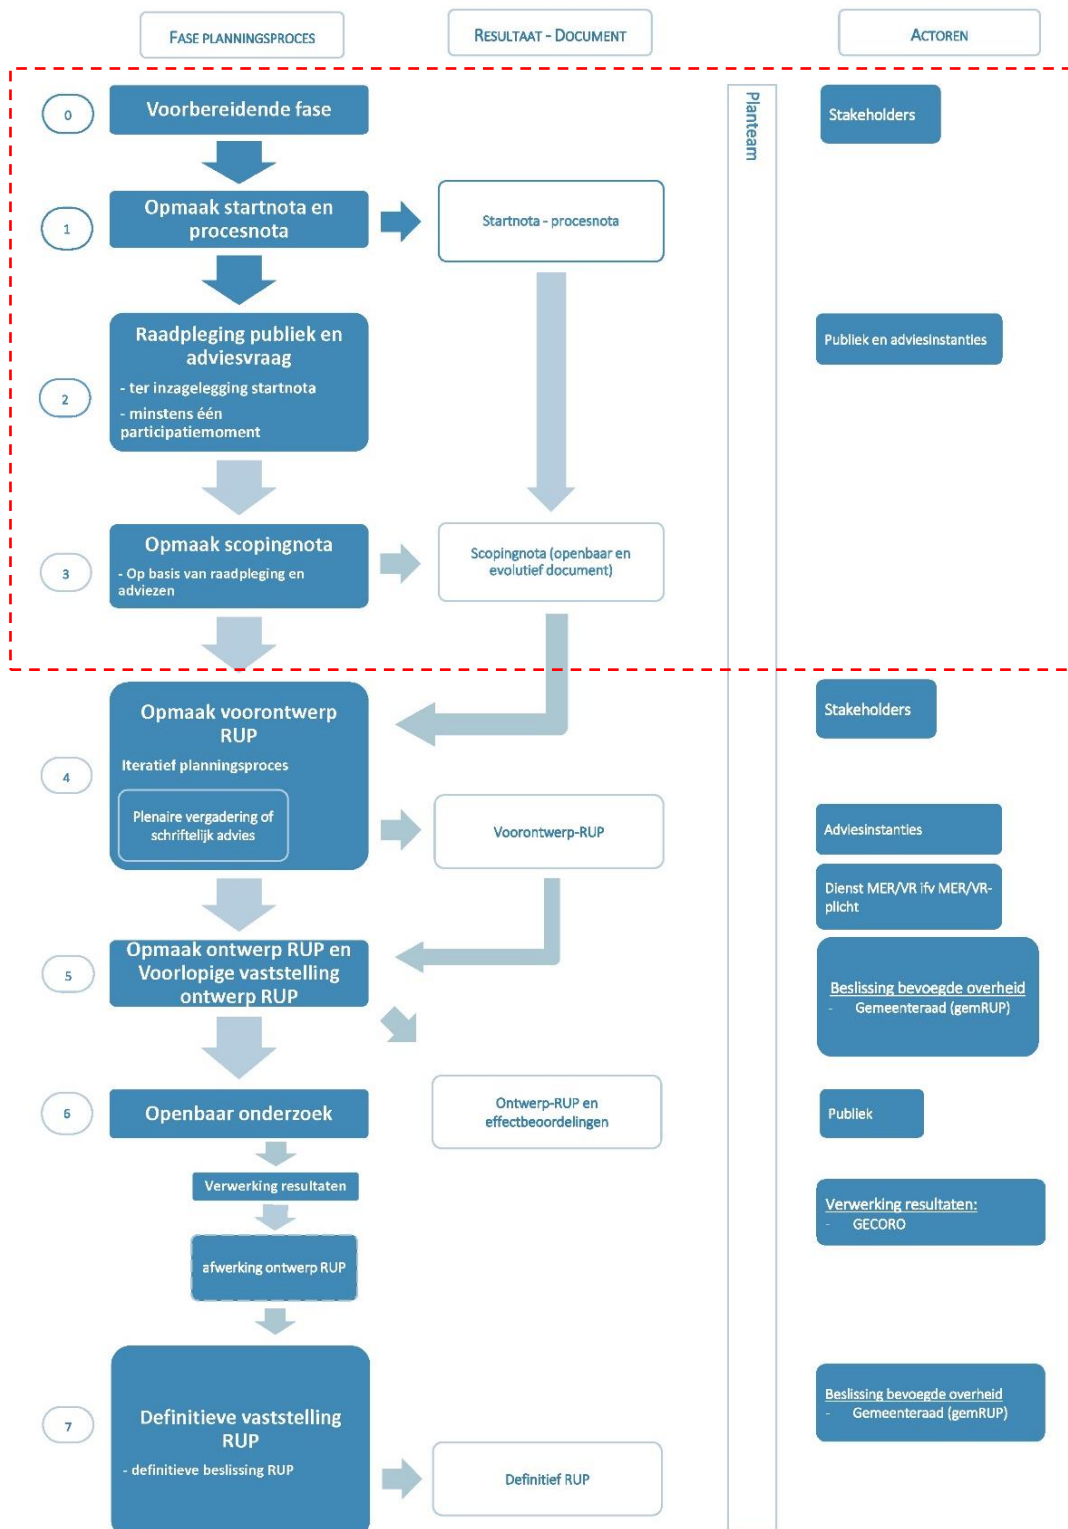 FASE PLANNINGSPROCES
RESULTAAT - DOCUMENT
ACTOREN
Planteam
0
Voorbereidende fase
Stakeholders
1
Opmaak startnota en
procesnota
Startnota - procesnota
2
Raadpleging publiek en
adviesvraag
- ter inzagelegging startnota
- minstens één
participatiemoment
Publiek en adviesinstanties
3
Opmaak scopingnota
- Op basis van raadpleging en
adviezen
Scopingnota (openbaar en
evolutief document)
4
Opmaak voorontwerp
RUP
Iteratief planningsproces
Plenaire vergadering of
schriftelijk advies
Voorontwerp-RUP
Stakeholders
Adviesinstanties
Dienst MER/VR ifv MER/VR-
plicht
5
Opmaak ontwerp RUP en
Voorlopige vaststelling
ontwerp RUP
Beslissing bevoegde overheid
- Gemeenteraad (gemRUP)
6
Openbaar onderzoek
Ontwerp-RUP en
effectbeoordelingen
Publiek
Verwerking resultaten
Verwerking resultaten:
- GECORO
afwerking ontwerp RUP
7
Definitieve vaststelling
RUP
- definitieve beslissing RUP
Definitief RUP
Beslissing bevoegde overheid
- Gemeenteraad (gemRUP)